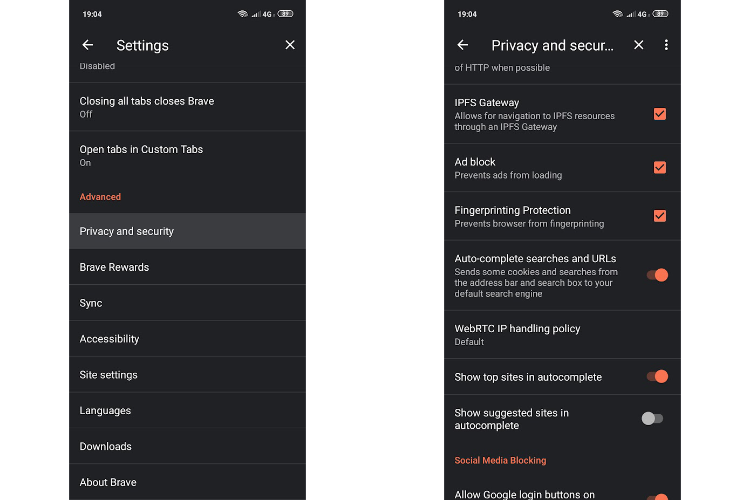 19:04
4G
89
Settings
Disabled
Closing all tabs closes Brave
Off
Open tabs in Custom Tabs
On
Advanced
Privacy and security
Brave Rewards
Sync
Accessibility
Site settings
Languages
Downloads
About Brave
19:04
4G
89
Privacy and secur...
of HTTP when possible
IPFS Gateway
Allows for navigation to IPFS resources
through an IPFS Gateway
Ad block
Prevents ads from loading
Fingerprinting Protection
Prevents browser from fingerprinting
Auto-complete searches and URLs
Sends some cookies and searches from
the address bar and search box to your
default search engine
WebRTC IP handling policy
Default
Show top sites in autocomplete
Show suggested sites in
autocomplete
Social Media Blocking
Allow Google login buttons on